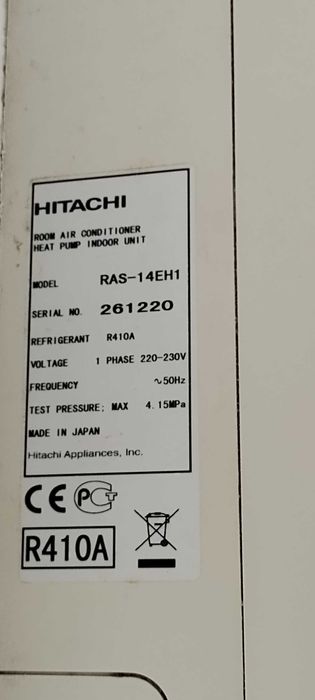 HITACHI
ROOM AIR CONDITIONER
HEAT PUMP INDOOR UNIT
MODEL RAS-14EH1
SERIAL NO. 261220
REFRIGERANT R410A
VOLTAGE 1 PHASE 220-230V
FREQUENCY ~50Hz
TEST PRESSURE; MAX 4.15MPa
MADE IN JAPAN
Hitachi Appliances, Inc.
CE PCT
R410A